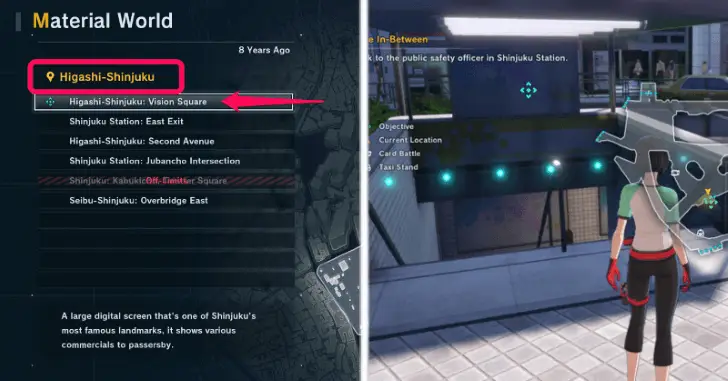 Material World
8 Years Ago
Higashi-Shinjuku
Higashi-Shinjuku: Vision Square
Shinjuku Station: East Exit
Higashi-Shinjuku: Second Avenue
Shinjuku Station: Jubancho Intersection
Shinjuku: Square
Off-Limits
Seibu-Shinjuku: Overbridge East
A large digital screen that's one of Shinjuku's
most famous landmarks, it shows various
commercials to passersby.
In-Between
to the public safety officer in Shinjuku Station.
Objective
Current Location
Card Battle
Taxi Stand